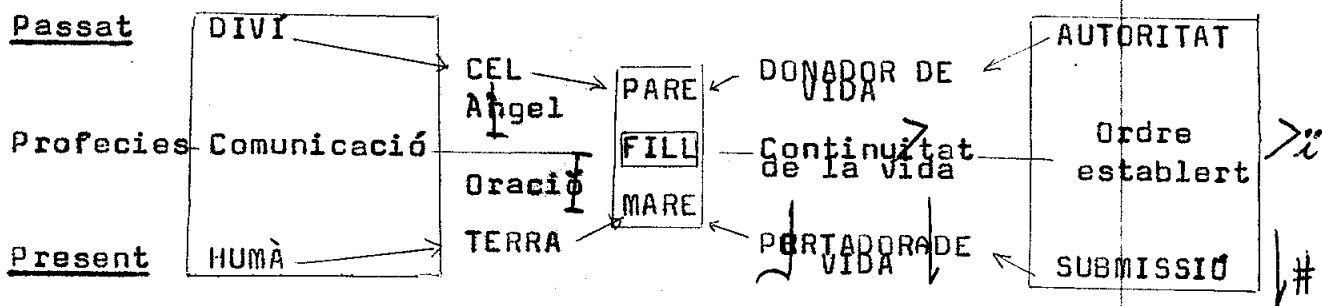 Passat DIVÍ AUTORITAT
CEL PARE DONADOR DE VIDA
Àngel
Profecies Comunicació FILL Continuitat de la vida Ordre establert
Oració
MARE
TERRA PORTADORA DE VIDA
Present HUMÀ SUBMISSIÓ #